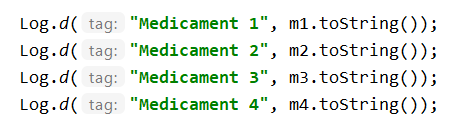 Log.d( tag: "Medicament 1", m1.toString());
Log.d( tag: "Medicament 2", m2.toString());
Log.d( tag: "Medicament 3", m3.toString());
Log.d( tag: "Medicament 4", m4.toString());